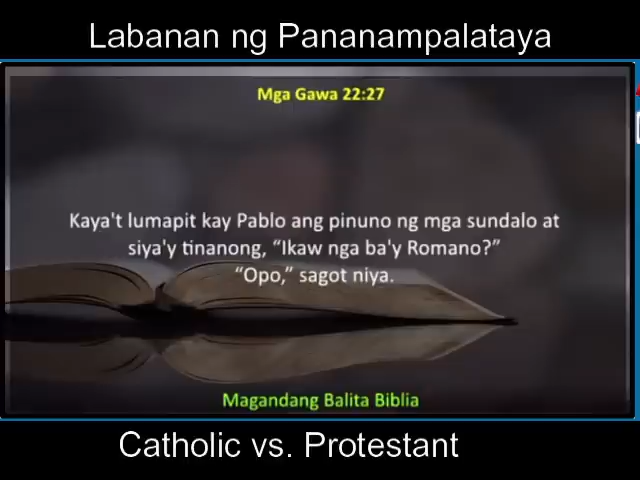 Labanan ng Pananampalataya
Mga Gawa 22:27
Kaya't lumapit kay Pablo ang pinuno ng mga sundalo at
siya'y tinanong, “Ikaw nga ba'y Romano?”
“Opo,” sagot niya.
Magandang Balita Biblia
Catholic vs. Protestant